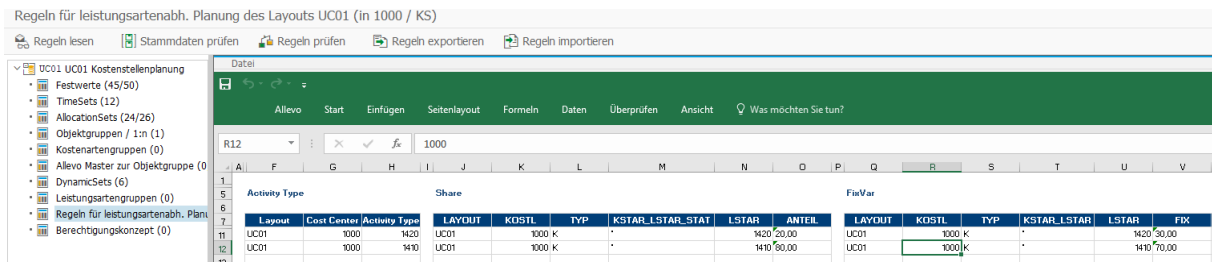 Regeln für leistungsartenabh. Planung des Layouts UC01 (in 1000 / KS)
Regeln lesen Stammdaten prüfen Regeln prüfen Regeln exportieren Regeln importieren
UC01 UC01 Kostenstellenplanung
Festwerte (45/50)
TimeSets (12)
AllocationSets (24/26)
Objektgruppen / 1:n (1)
Kostenartengruppen (0)
Allevo Master zur Objektgruppe (0
DynamicSets (6)
Leistungsartengruppen (0)
Regeln für leistungsartenabh. Planu
Berechtigungskonzept (0)
Datei
Allevo Start Einfügen Seitenlayout Formeln Daten Überprüfen Ansicht Was möchten Sie tun?
R12 fx 1000
A F G H I J K L M N O P Q R S T U V
1
5 Activity Type Share FixVar
6
7 Layout Cost Center Activity Type LAYOUT KOSTL TYP KSTAR_LSTAR_STAT LSTAR ANTEIL LAYOUT KOSTL TYP KSTAR_LSTAR LSTAR FIX
11 UC01 1000 1420 UC01 1000 K * 1420 20,00 UC01 1000 K * 1420 30,00
12 UC01 1000 1410 UC01 1000 K * 1410 80,00 UC01 1000 K * 1410 70,00